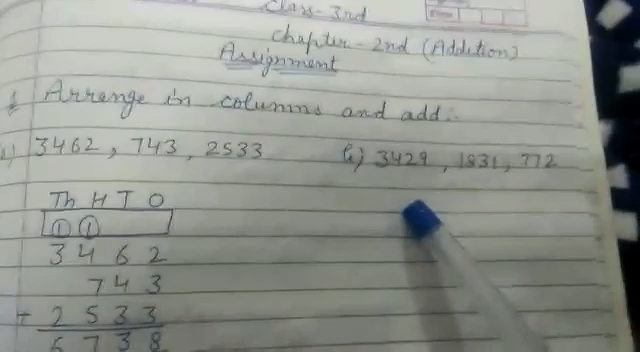 Class-3rd
Chapter-2nd (Addition)
Assignment
Arrenge in columns and add:-
3462, 743, 2533 b) 3429, 1831, 772
Th H T O
1 1
3 4 6 2
7 4 3
+ 2 5 3 3
6 7 3 8